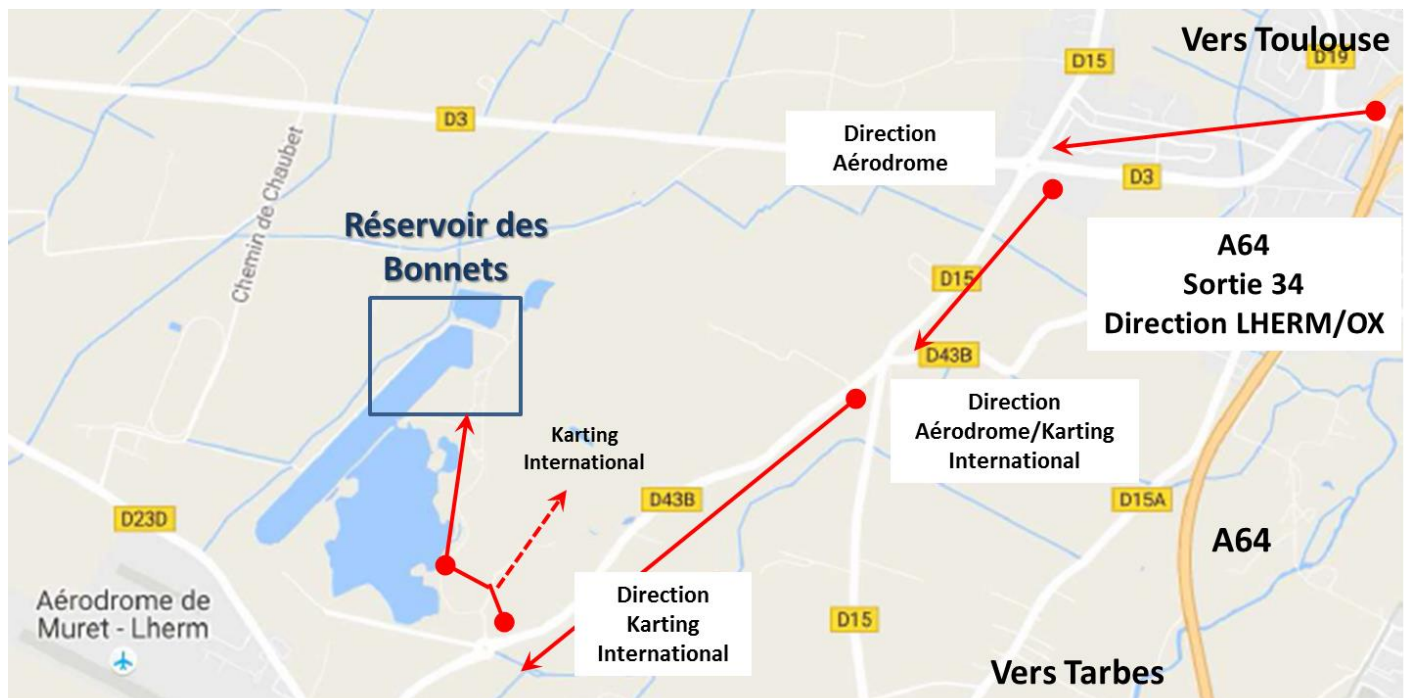 Vers Toulouse
D15
D19
D3
Direction
Aérodrome
D3
Chemin de Chaubet
Réservoir des
Bonnets
D15
A64
Sortie 34
Direction LHERM/OX
D43B
Direction
Aérodrome/Karting
International
Karting
International
D43B
D15A
D23D
A64
Aérodrome de
Muret - Lherm
Direction
Karting
International
D15
Vers Tarbes